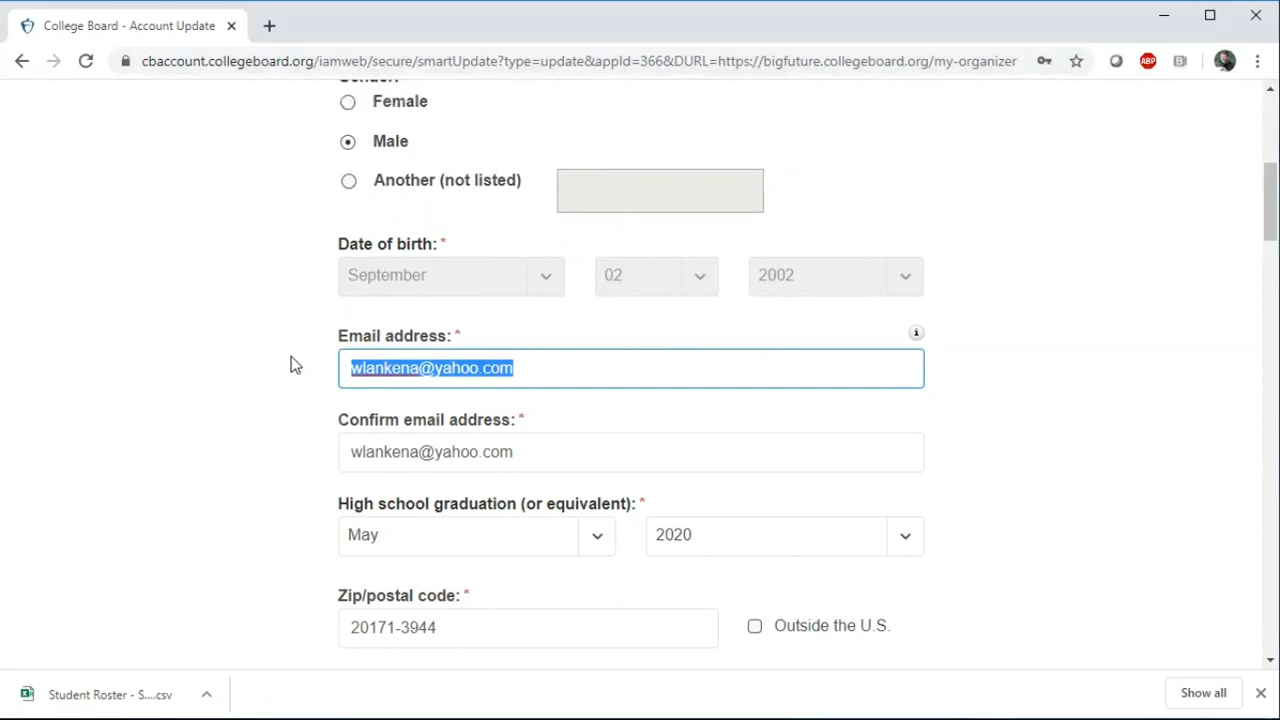 College Board - Account Update
cbaccount.collegeboard.org/iamweb/secure/smartUpdate?type=update&appId=366&DURL=https://bigfuture.collegeboard.org/my-organizer
ABP
Gender:
Female
Male
Another (not listed)
Date of birth: *
September 02 2002
Email address: *
wlankena@yahoo.com
Confirm email address: *
wlankena@yahoo.com
High school graduation (or equivalent): *
May 2020
Zip/postal code: *
20171-3944 Outside the U.S.
Student Roster - S....csv
Show all